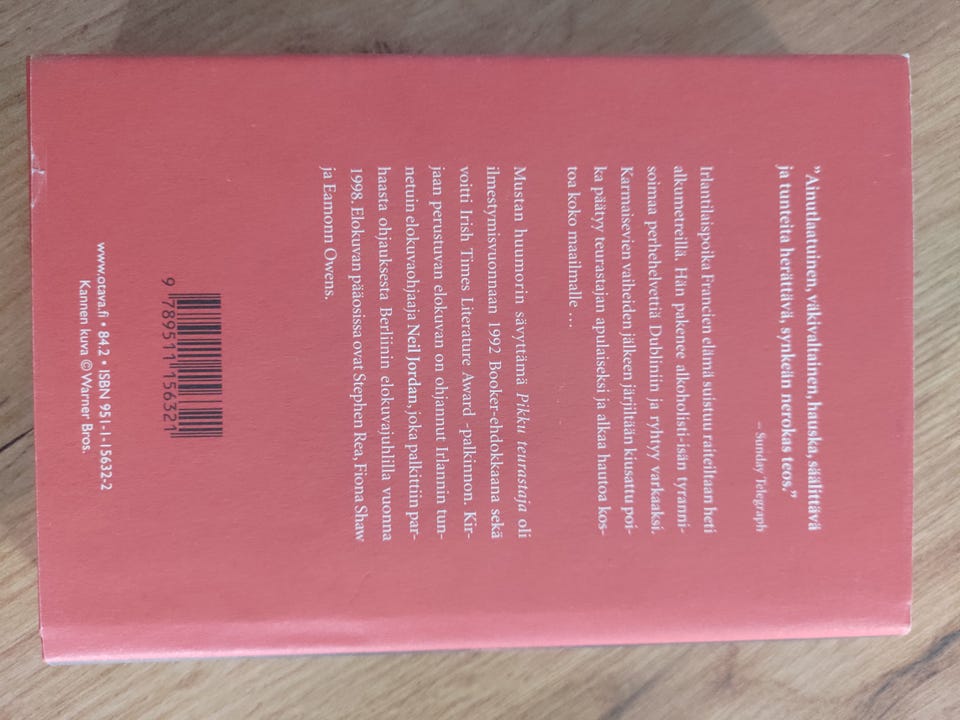 ”Ainutlaatuinen, väkivaltainen, hauska, säälittävä
ja tunteita herättävä, synkeän nerokas teos.”
– Sunday Telegraph
Irlantilaispoika Francien elämä suistuu raiteiltaan heti
alkumetreillä. Hän pakenee alkoholisti-isän tyranni-
soimaa perhehelvettiä Dubliniin ja ryhtyy varkaaksi.
Karmaisevien vaiheiden jälkeen järjiltään kiusattu poi-
ka päätyy teurastajan apulaiseksi ja alkaa hautoa kos-
toa koko maailmalle ...
Mustan huumorin sävyttämä Pikku teurastaja oli
ilmestymisvuonnaan 1992 Booker-ehdokkaana sekä
voitti Irish Times Literature Award -palkinnon. Kir-
jaan perustuvan elokuvan on ohjannut Irlannin tun-
netuin elokuvaohjaaja Neil Jordan, joka palkittiin par-
haasta ohjauksesta Berliinin elokuvajuhlilla vuonna
1998. Elokuvan pääosissa ovat Stephen Rea, Fiona Shaw
ja Eamonn Owens.
9 789511 156321
www.otava.fi • 84.2 • ISBN 951-1-15632-2
Kannen kuva © Warner Bros.